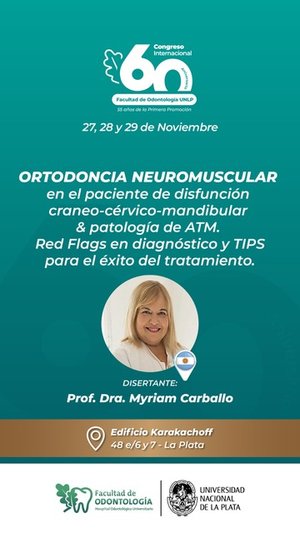 Congreso
Internacional
60
Facultad de Odontología UNLP
55 años de la Primera Promoción
27, 28 y 29 de Noviembre
ORTODONCIA NEUROMUSCULAR
en el paciente de disfunción
craneo-cérvico-mandibular
& patología de ATM.
Red Flags en diagnóstico y TIPS
para el éxito del tratamiento.
DISERTANTE:
Prof. Dra. Myriam Carballo
Edificio Karakachoff
48 e/6 y 7 - La Plata
Facultad de
ODONTOLOGÍA
Hospital Odontológico Universitario
UNIVERSIDAD
NACIONAL
DE LA PLATA